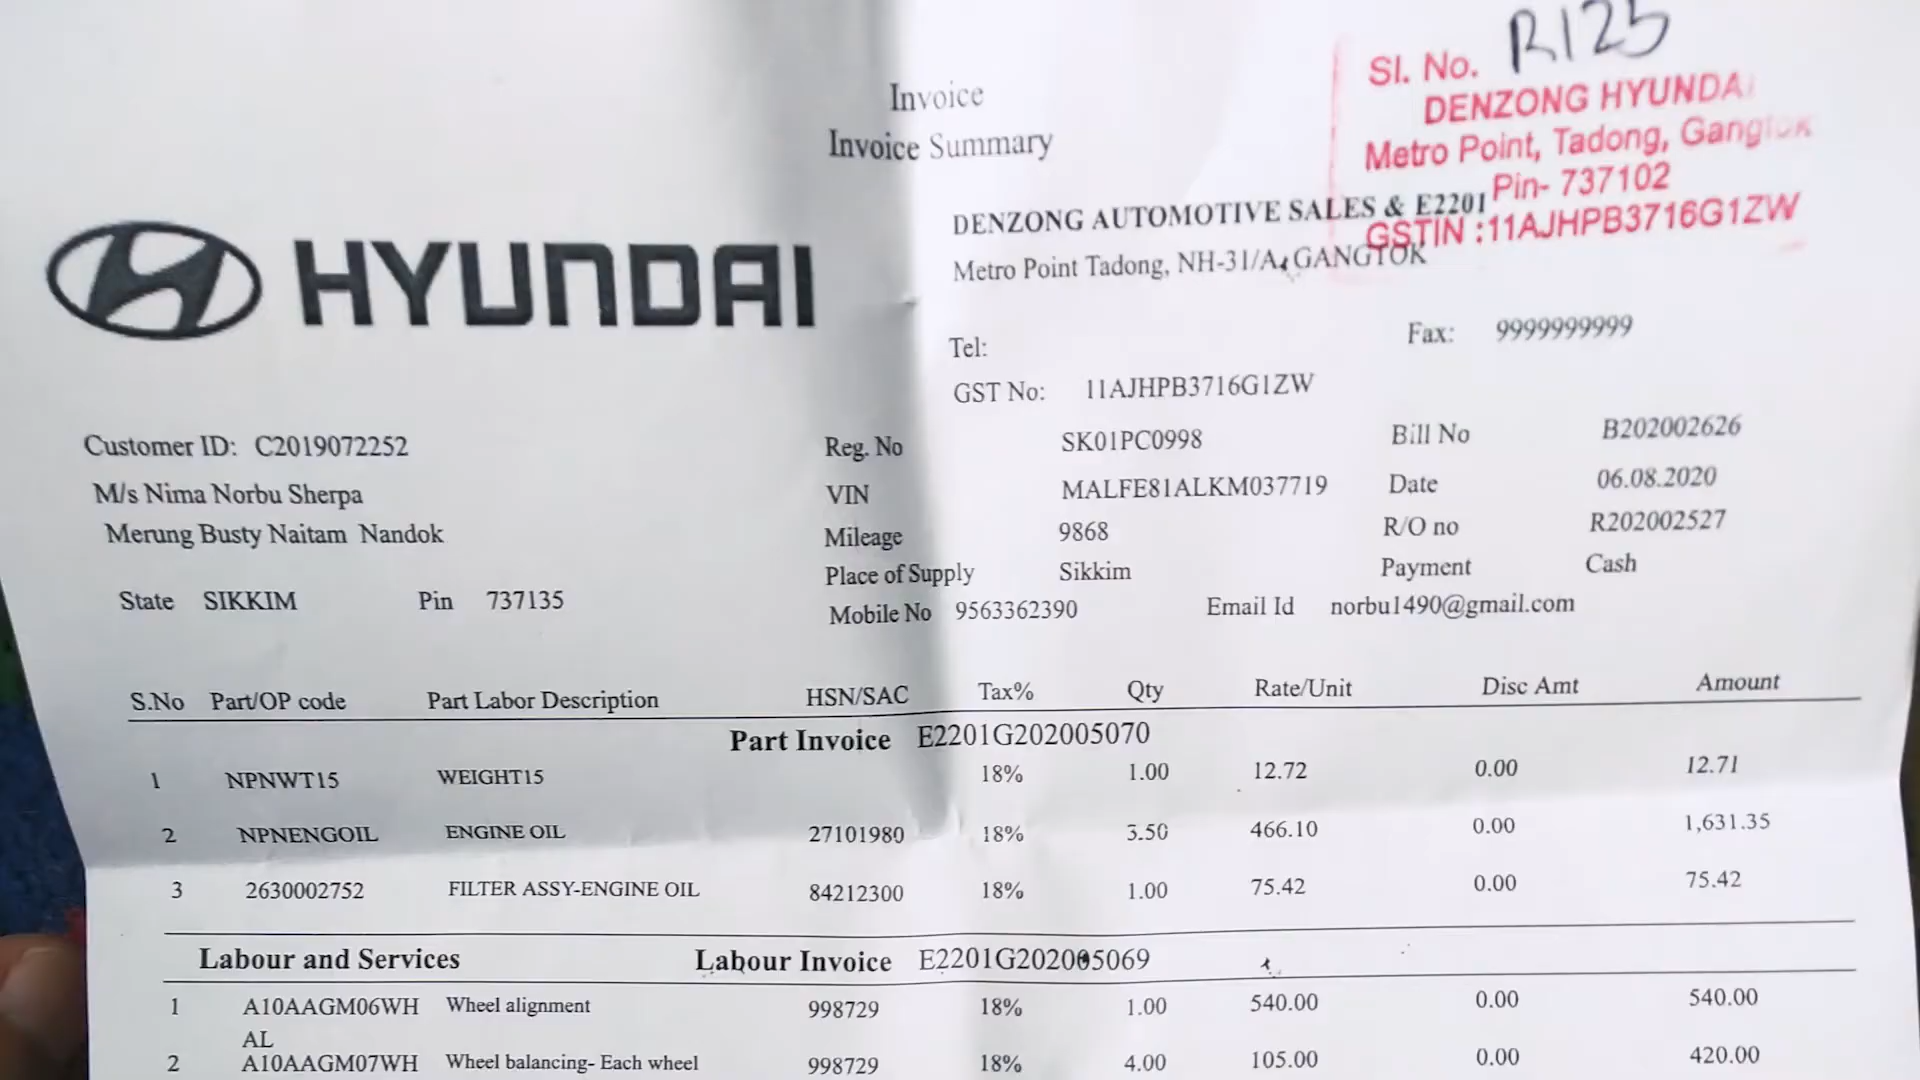 Sl. No. R125
DENZONG HYUNDAI
Metro Point, Tadong, Gangtok
Pin- 737102
GSTIN :11AJHPB3716G1ZW
Invoice
Invoice Summary
HYUNDAI
DENZONG AUTOMOTIVE SALES & E2201
Metro Point Tadong, NH-31/A, GANGTOK
Tel:
Fax: 9999999999
GST No: 11AJHPB3716G1ZW
Customer ID: C2019072252
M/s Nima Norbu Sherpa
Merung Busty Naitam Nandok
State SIKKIM Pin 737135
Reg. No SK01PC0998 Bill No B202002626
VIN MALFE81ALKM037719 Date 06.08.2020
Mileage 9868 R/O no R202002527
Place of Supply Sikkim Payment Cash
Mobile No 9563362390 Email Id norbu1490@gmail.com
S.No Part/OP code Part Labor Description HSN/SAC Tax% Qty Rate/Unit Disc Amt Amount
Part Invoice E2201G202005070
1 NPNWT15 WEIGHT15 18% 1.00 12.72 0.00 12.71
2 NPNENGOIL ENGINE OIL 27101980 18% 3.50 466.10 0.00 1,631.35
3 2630002752 FILTER ASSY-ENGINE OIL 84212300 18% 1.00 75.42 0.00 75.42
Labour and Services Labour Invoice E2201G202005069
1 A10AAGM06WH Wheel alignment 998729 18% 1.00 540.00 0.00 540.00
AL
2 A10AAGM07WH Wheel balancing- Each wheel 998729 18% 4.00 105.00 0.00 420.00